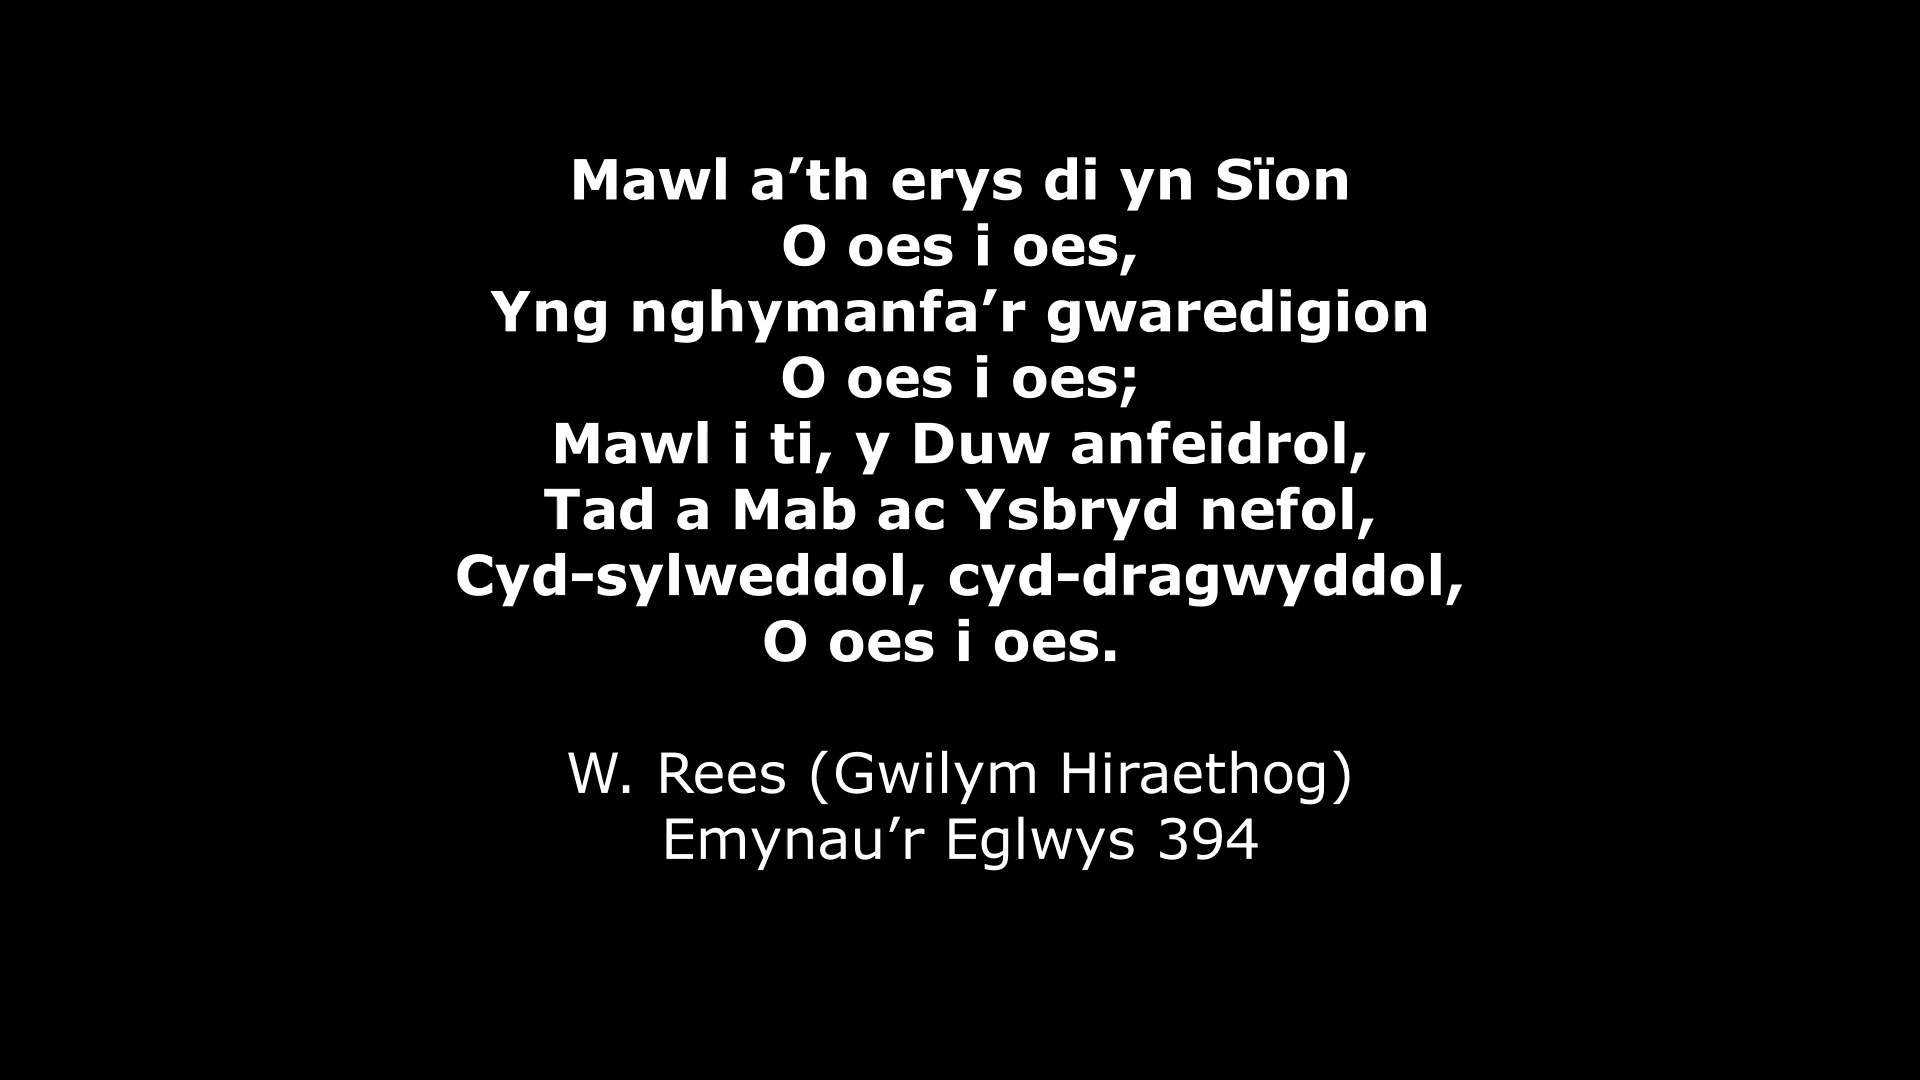 Mawl a’th erys di yn Sïon
O oes i oes,
Yng nghymanfa’r gwaredigion
O oes i oes;
Mawl i ti, y Duw anfeidrol,
Tad a Mab ac Ysbryd nefol,
Cyd-sylweddol, cyd-dragwyddol,
O oes i oes.
W. Rees (Gwilym Hiraethog)
Emynau’r Eglwys 394